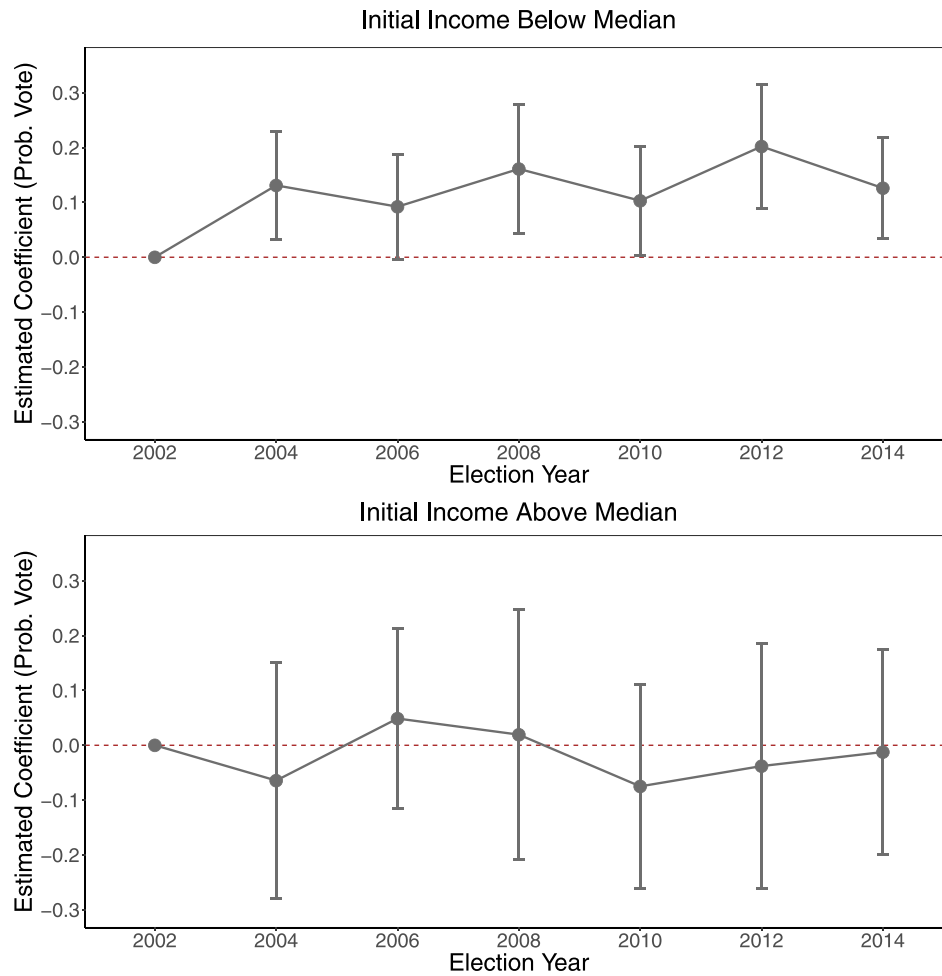 Initial Income Below Median
Estimated Coefficient (Prob. Vote)
0.3
0.2
0.1
0.0
−0.1
−0.2
−0.3
2002 2004 2006 2008 2010 2012 2014
Election Year
Initial Income Above Median
Estimated Coefficient (Prob. Vote)
0.3
0.2
0.1
0.0
−0.1
−0.2
−0.3
2002 2004 2006 2008 2010 2012 2014
Election Year